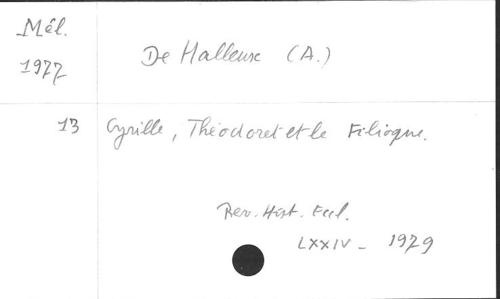 Mél.
1977
De Halleux (A.)
13 Cyrille, Théodoret et le Filioque.
Rev. Hist. Eccl.
LXXIV - 1979